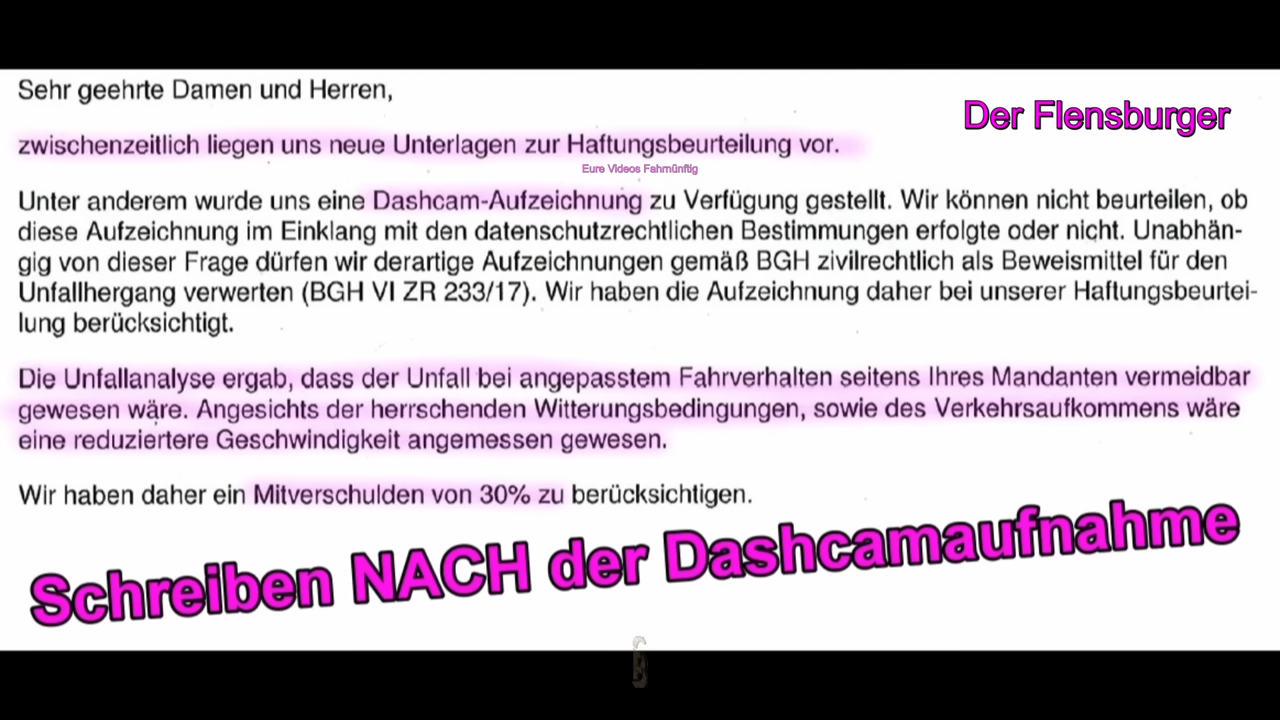 Sehr geehrte Damen und Herren,
Der Flensburger
zwischenzeitlich liegen uns neue Unterlagen zur Haftungsbeurteilung vor.
Eure Videos Fahrmünftig
Unter anderem wurde uns eine Dashcam-Aufzeichnung zu Verfügung gestellt. Wir können nicht beurteilen, ob
diese Aufzeichnung im Einklang mit den datenschutzrechtlichen Bestimmungen erfolgte oder nicht. Unabhän-
gig von dieser Frage dürfen wir derartige Aufzeichnungen gemäß BGH zivilrechtlich als Beweismittel für den
Unfallhergang verwerten (BGH VI ZR 233/17). Wir haben die Aufzeichnung daher bei unserer Haftungsbeurtei-
lung berücksichtigt.
Die Unfallanalyse ergab, dass der Unfall bei angepasstem Fahrverhalten seitens Ihres Mandanten vermeidbar
gewesen wäre. Angesichts der herrschenden Witterungsbedingungen, sowie des Verkehrsaufkommens wäre
eine reduziertere Geschwindigkeit angemessen gewesen.
Wir haben daher ein Mitverschulden von 30% zu berücksichtigen.
Schreiben NACH der Dashcamaufnahme